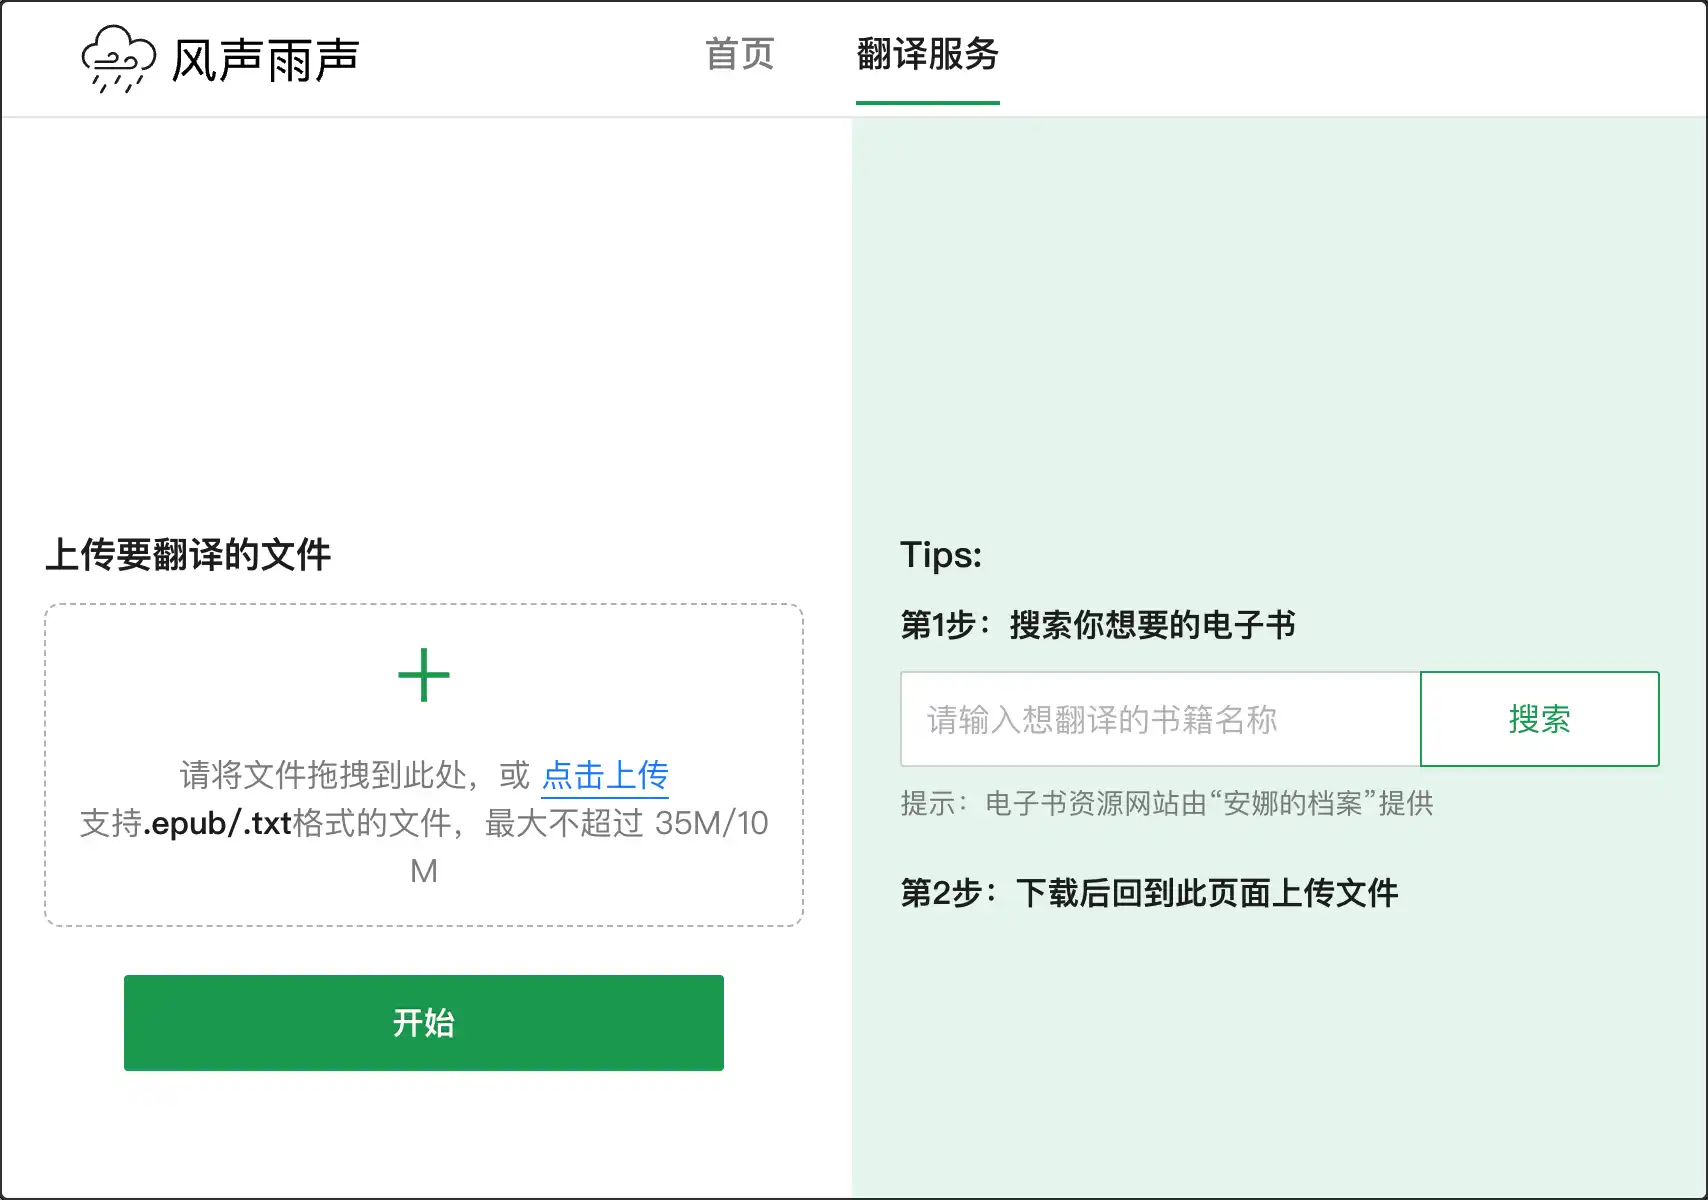 风声雨声
首页
翻译服务
上传要翻译的文件
请将文件拖拽到此处，或 点击上传
支持.epub/.txt格式的文件，最大不超过 35M/10
M
开始
Tips:
第1步：搜索你想要的电子书
请输入想翻译的书籍名称
搜索
提示：电子书资源网站由“安娜的档案”提供
第2步：下载后回到此页面上传文件